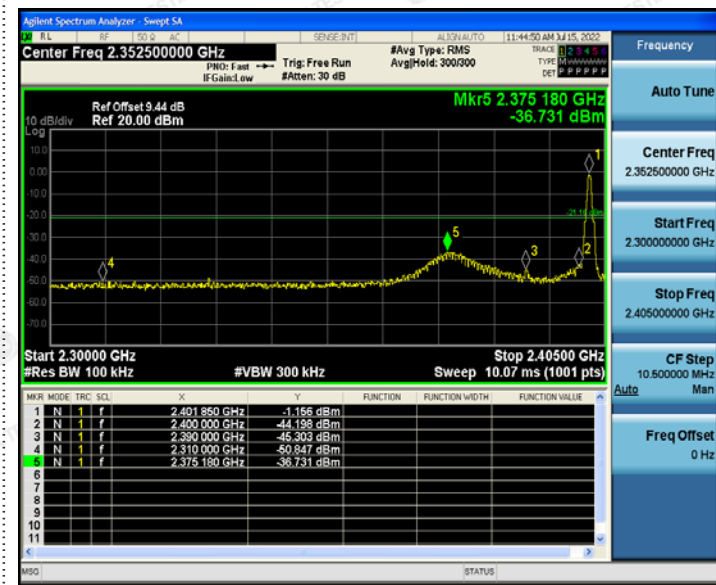 Agilent Spectrum Analyzer - Swept SA
RL RF 50 Ω AC SENSE:INT ALIGN AUTO 11:44:50 AM Jul 15, 2022
Center Freq 2.352500000 GHz
PNO: Fast
IFGain:Low
Trig: Free Run
#Atten: 30 dB
#Avg Type: RMS
Avg|Hold: 300/300
TRACE 1 2 3 4 5 6
TYPE M
DET P P P P P P
Frequency
Auto Tune
Mkr5 2.375 180 GHz
-36.731 dBm
Ref Offset 9.44 dB
10 dB/div Ref 20.00 dBm
Log
10.0
0.00
-10.0
-20.0
-30.0
-40.0
-50.0
-60.0
-70.0
1
5
3
2
4
Center Freq
2.352500000 GHz
Start Freq
2.300000000 GHz
Stop Freq
2.405000000 GHz
CF Step
10.500000 MHz
Auto Man
Freq Offset
0 Hz
Start 2.30000 GHz Stop 2.40500 GHz
#Res BW 100 kHz #VBW 300 kHz Sweep 10.07 ms (1001 pts)
MKR MODE TRC SCL X Y FUNCTION FUNCTION WIDTH FUNCTION VALUE
1 N 1 f 2.401 850 GHz -1.156 dBm
2 N 1 f 2.400 000 GHz -44.198 dBm
3 N 1 f 2.390 000 GHz -45.303 dBm
4 N 1 f 2.310 000 GHz -50.847 dBm
5 N 1 f 2.375 180 GHz -36.731 dBm
6
7
8
9
10
11
MSG STATUS